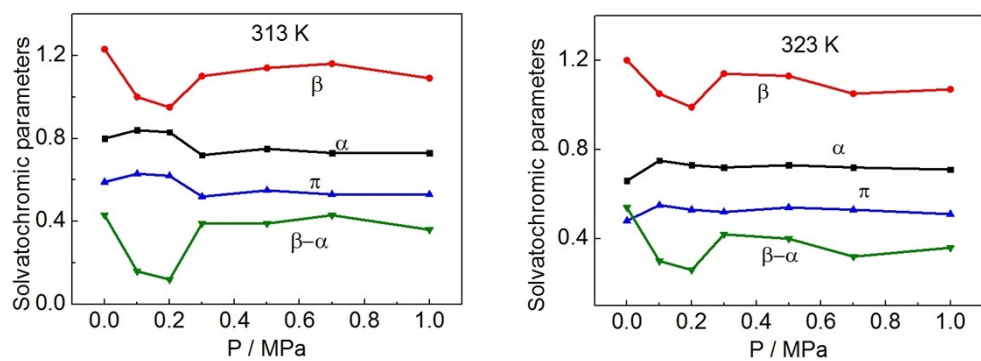 313 K
Solvatochromic parameters
1.2
0.8
0.4
0.0
β
α
π
β−α
0.0 0.2 0.4 0.6 0.8 1.0
P / MPa
323 K
Solvatochromic parameters
1.2
0.8
0.4
β
α
π
β−α
0.0 0.2 0.4 0.6 0.8 1.0
P / MPa